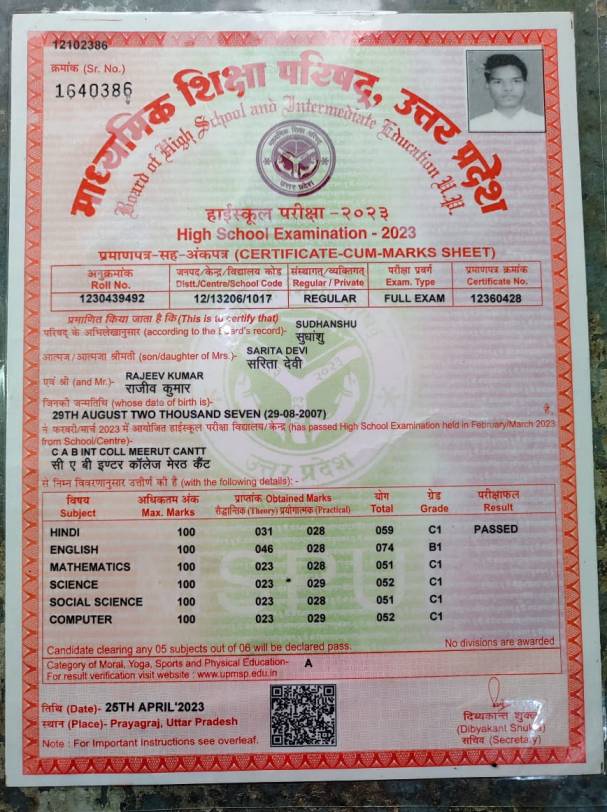 12102386
क्रमांक (Sr. No.)
1640386
माध्यमिक शिक्षा परिषद्, उत्तर प्रदेश
Board of High School and Intermediate Education U.P.
माध्यमिक शिक्षा परिषद्
उत्तर प्रदेश
हाईस्कूल परीक्षा -२०२३
High School Examination - 2023
प्रमाणपत्र-सह-अंकपत्र (CERTIFICATE-CUM-MARKS SHEET)
अनुक्रमांक जनपद/केन्द्र/विद्यालय कोड संस्थागत/व्यक्तिगत परीक्षा प्रवर्ग प्रमाणपत्र क्रमांक
Roll No. Distt./Centre/School Code Regular / Private Exam. Type Certificate No.
1230439492 12/13206/1017 REGULAR FULL EXAM 12360428
प्रमाणित किया जाता है कि (This is to certify that) SUDHANSHU
परिषद् के अभिलेखानुसार (according to the Board's record)- सुधांशु
आत्मज/आत्मजा श्रीमती (son/daughter of Mrs.)- SARITA DEVI
सरिता देवी
एवं श्री (and Mr.)- RAJEEV KUMAR
राजीव कुमार
जिनकी जन्मतिथि (whose date of birth is)-
29TH AUGUST TWO THOUSAND SEVEN (29-08-2007) है,
ने फरवरी/मार्च 2023 में आयोजित हाईस्कूल परीक्षा विद्यालय/केन्द्र (has passed High School Examination held in February/March 2023
from School/Centre)-
C A B INT COLL MEERUT CANTT
सी ए बी इण्टर कॉलेज मेरठ कैंट
से निम्न विवरणानुसार उत्तीर्ण की है (with the following details): -
उत्तर प्रदेश
विषय अधिकतम अंक प्राप्तांक Obtained Marks योग ग्रेड परीक्षाफल
Subject Max. Marks सैद्धान्तिक (Theory) प्रयोगात्मक (Practical) Total Grade Result
HINDI 100 031 028 059 C1 PASSED
ENGLISH 100 046 028 074 B1
MATHEMATICS 100 023 028 051 C1
SCIENCE 100 023 029 052 C1
SOCIAL SCIENCE 100 023 028 051 C1
COMPUTER 100 023 029 052 C1
Candidate clearing any 05 subjects out of 06 will be declared pass. No divisions are awarded
Category of Moral, Yoga, Sports and Physical Education- A
For result verification visit website : www.upmsp.edu.in
तिथि (Date)- 25TH APRIL'2023
स्थान (Place)- Prayagraj, Uttar Pradesh
Note : For Important Instructions see overleaf.
दिब्यकान्त शुक्ल
(Dibyakant Shukla)
सचिव (Secretary)